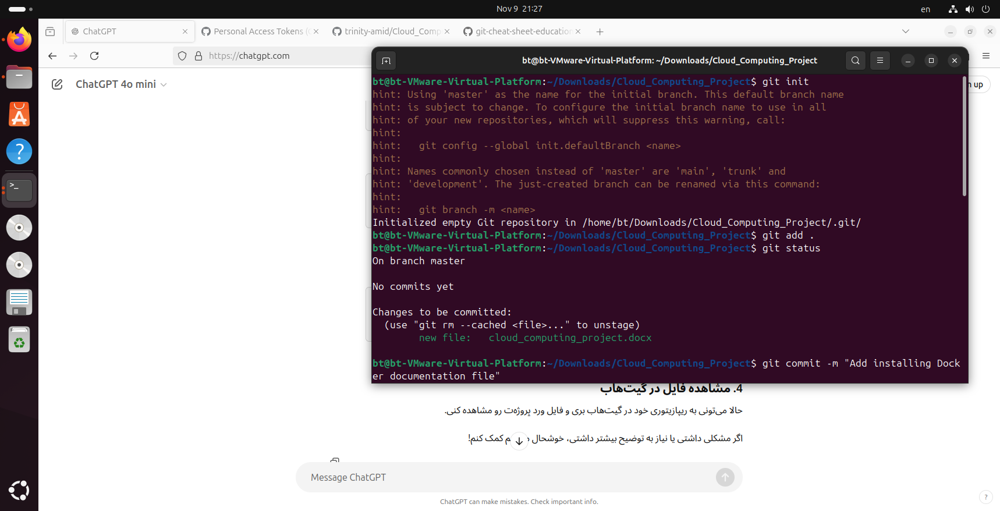 Nov 9 21:27
en
ChatGPT
Personal Access Tokens (
trinity-amid/Cloud_Comp
git-cheat-sheet-education
https://chatgpt.com
ChatGPT 4o mini
up
bt@bt-VMware-Virtual-Platform: ~/Downloads/Cloud_Computing_Project
bt@bt-VMware-Virtual-Platform:~/Downloads/Cloud_Computing_Project$ git init
hint: Using 'master' as the name for the initial branch. This default branch name
hint: is subject to change. To configure the initial branch name to use in all
hint: of your new repositories, which will suppress this warning, call:
hint:
hint:   git config --global init.defaultBranch <name>
hint:
hint: Names commonly chosen instead of 'master' are 'main', 'trunk' and
hint: 'development'. The just-created branch can be renamed via this command:
hint:
hint:   git branch -m <name>
Initialized empty Git repository in /home/bt/Downloads/Cloud_Computing_Project/.git/
bt@bt-VMware-Virtual-Platform:~/Downloads/Cloud_Computing_Project$ git add .
bt@bt-VMware-Virtual-Platform:~/Downloads/Cloud_Computing_Project$ git status
On branch master
No commits yet
Changes to be committed:
  (use "git rm --cached <file>..." to unstage)
        new file:   cloud_computing_project.docx
bt@bt-VMware-Virtual-Platform:~/Downloads/Cloud_Computing_Project$ git commit -m "Add installing Dock
er documentation file"
4. مشاهده فایل در گیت‌هاب
حالا می‌تونی به ریپازیتوری خود در گیت‌هاب بری و فایل ورد پروژه‌ت رو مشاهده کنی.
اگر مشکلی داشتی یا نیاز به توضیح بیشتر داشتی، خوشحال کمک کنم!
Message ChatGPT
ChatGPT can make mistakes. Check important info.
?